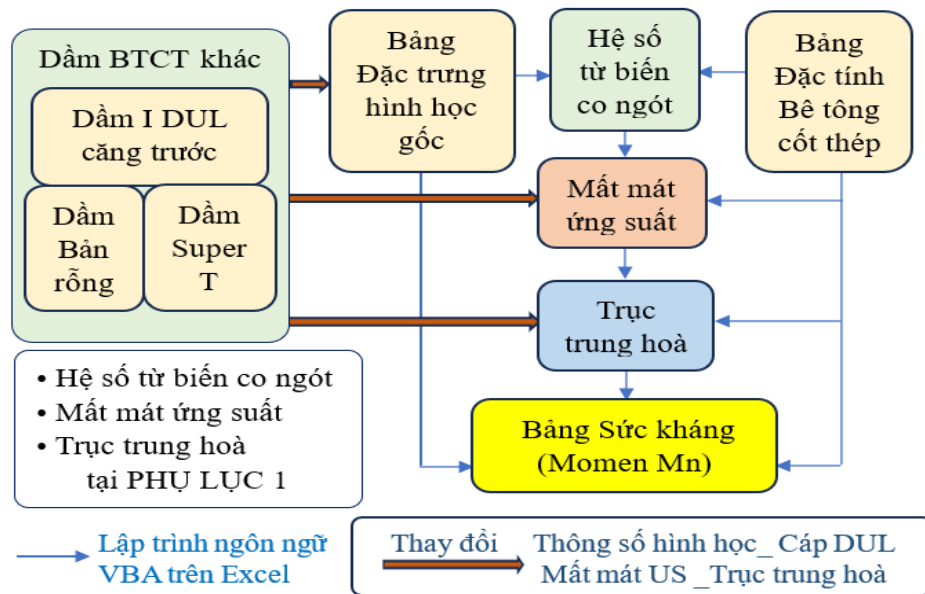 Dầm BTCT khác
Dầm I DUL
căng trước
Dầm
Bản
rỗng
Dầm
Super
T
Bảng
Đặc trưng
hình học
gốc
Hệ số
từ biến
co ngót
Bảng
Đặc tính
Bê tông
cốt thép
Mất mát
ứng suất
Trục
trung hoà
Bảng Sức kháng
(Momen Mn)
• Hệ số từ biến co ngót
• Mất mát ứng suất
• Trục trung hoà
tại PHỤ LỤC 1
Lập trình ngôn ngữ
VBA trên Excel
Thay đổi
Thông số hình học_ Cáp DUL
Mất mát US _Trục trung hoà